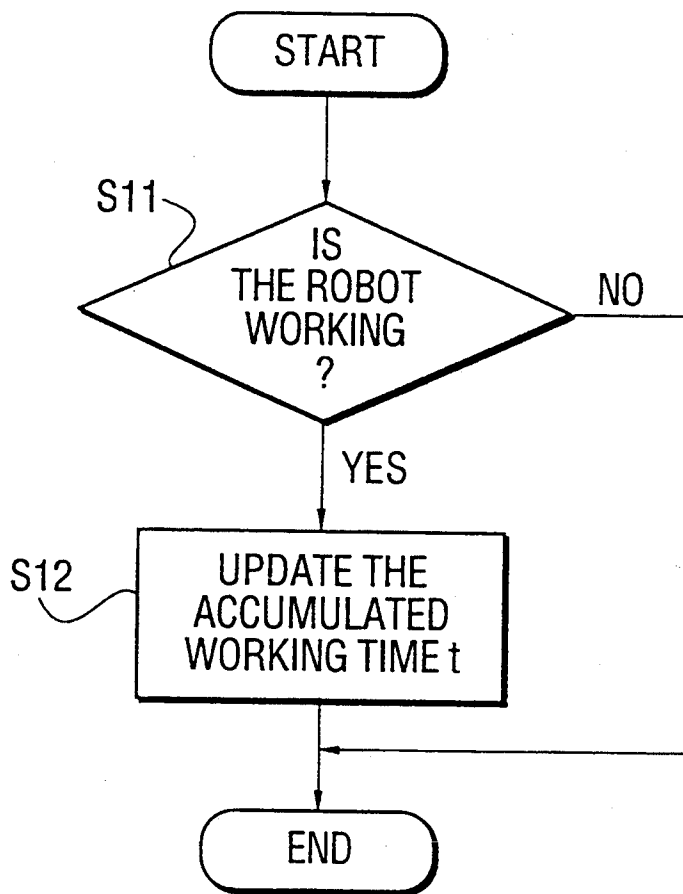 START
S11
IS
THE ROBOT
WORKING
?
NO
YES
S12
UPDATE THE
ACCUMULATED
WORKING TIME t
END